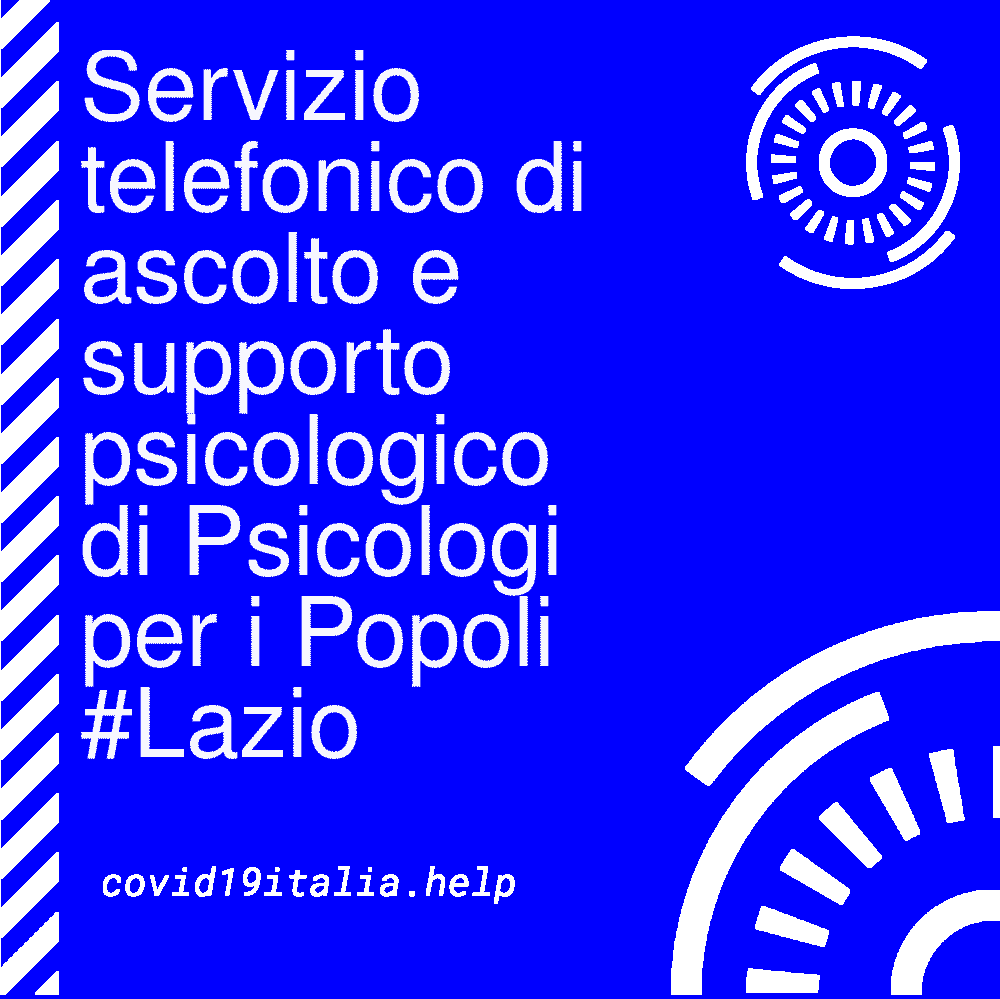 Servizio
telefonico di
ascolto e
supporto
psicologico
di Psicologi
per i Popoli
#Lazio
covid19italia.help